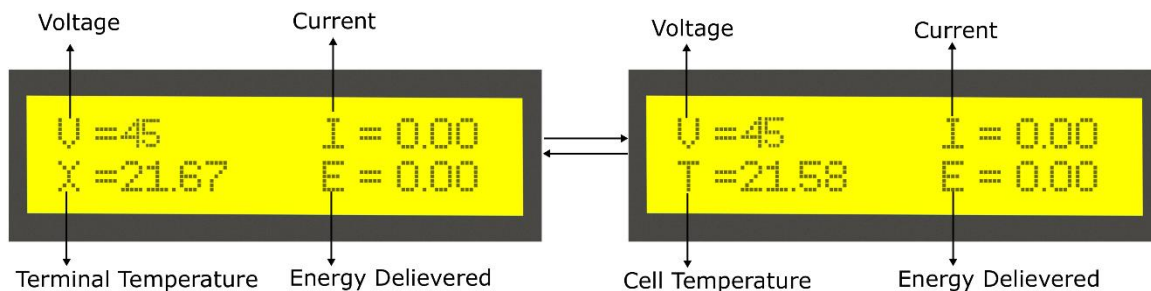 Voltage Current
V =45 I = 0.00
X =21.67 E = 0.00
Terminal Temperature Energy Delievered
Voltage Current
V =45 I = 0.00
T =21.58 E = 0.00
Cell Temperature Energy Delievered